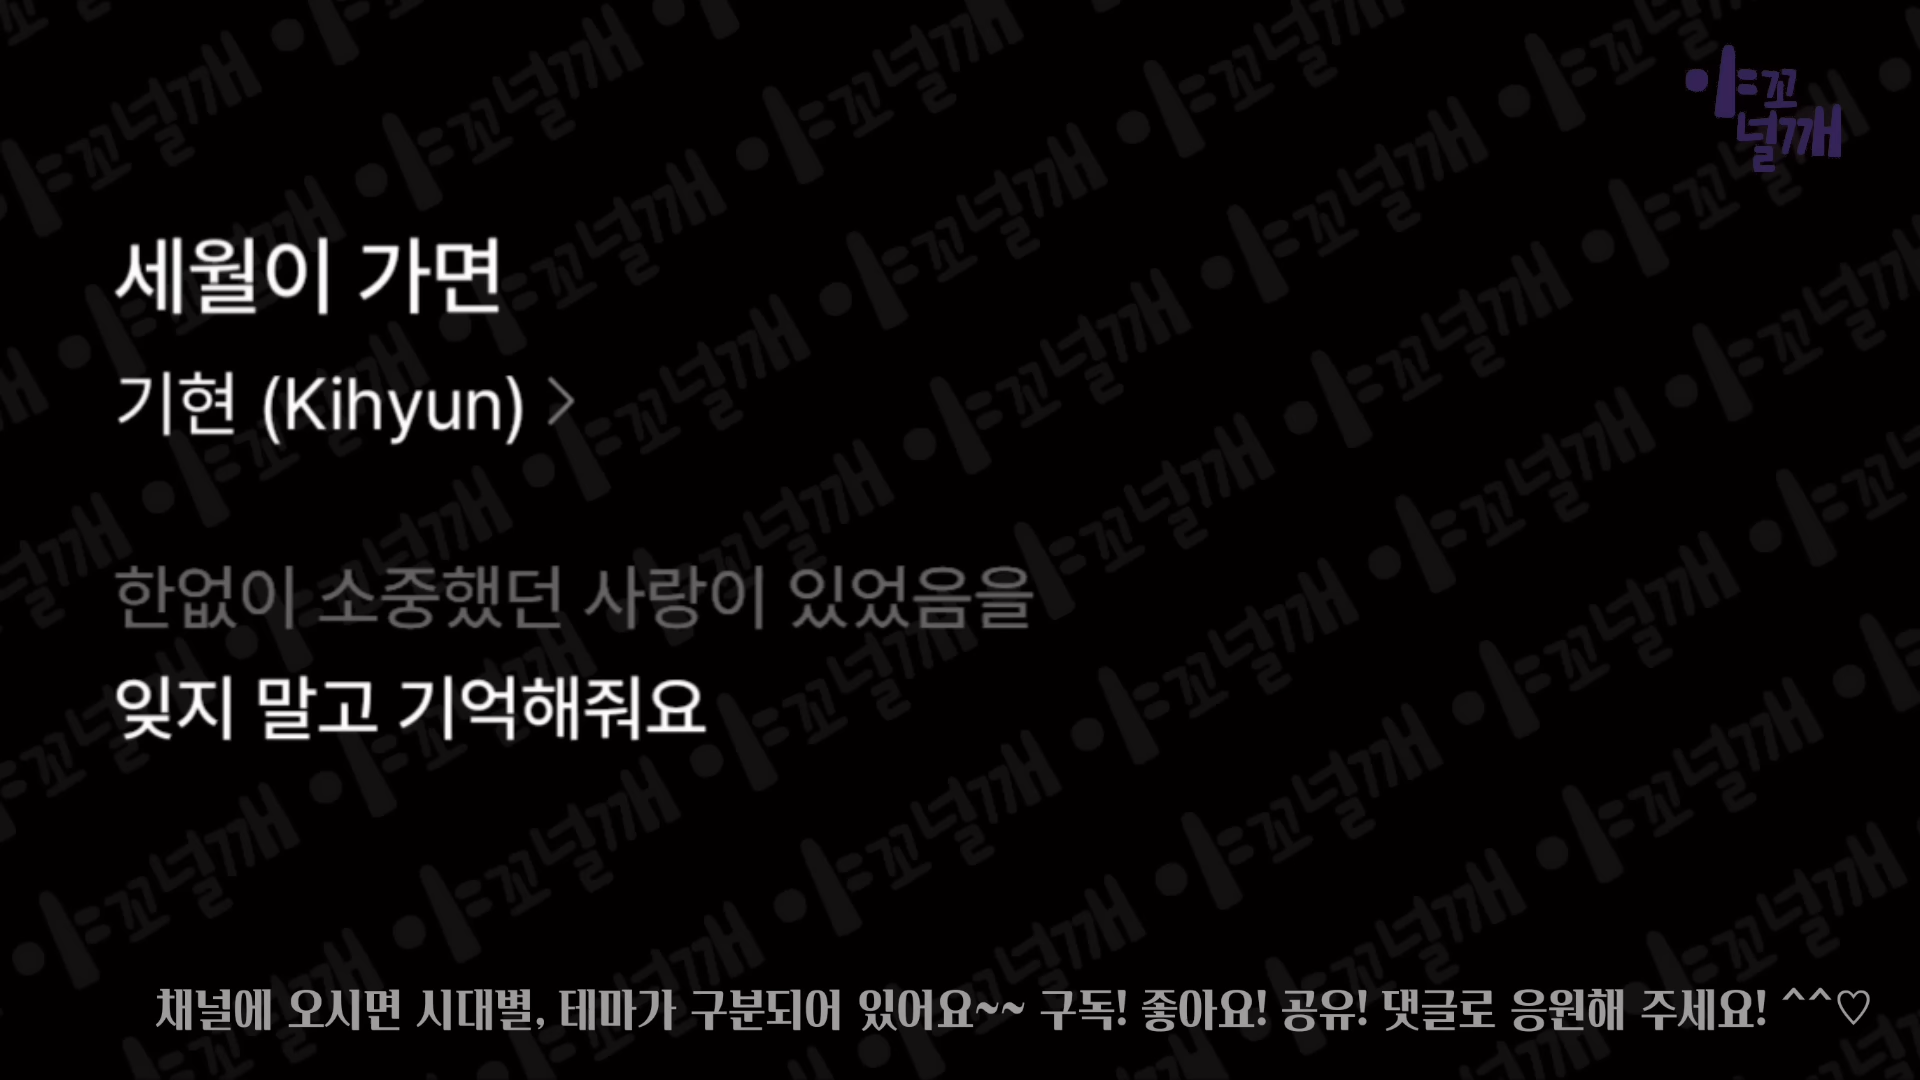 야꼬
널깨
세월이 가면
기현 (Kihyun) >
한없이 소중했던 사랑이 있었음을
잊지 말고 기억해줘요
채널에 오시면 시대별, 테마가 구분되어 있어요~~ 구독! 좋아요! 공유! 댓글로 응원해 주세요! ^^♡